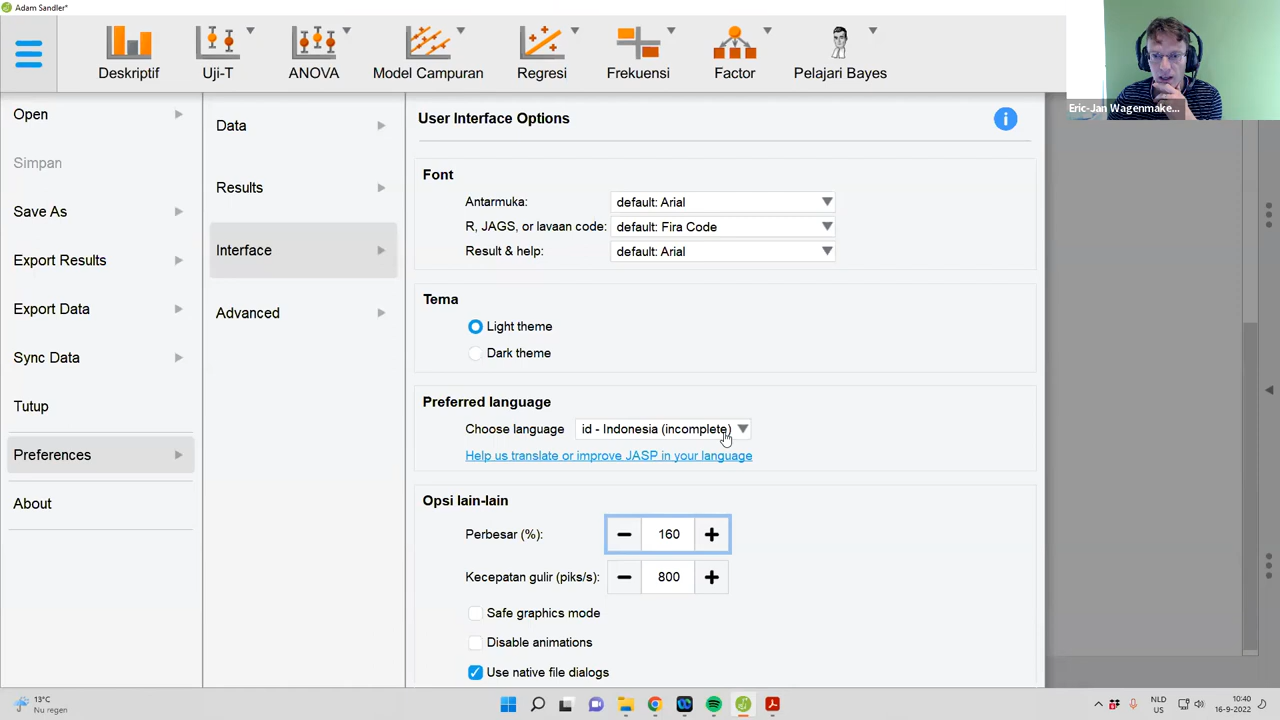 Adam Sandler*
Deskriptif
Uji-T
ANOVA
Model Campuran
Regresi
Frekuensi
Factor
Pelajari Bayes
Eric-Jan Wagenmake...
Open
Simpan
Save As
Export Results
Export Data
Sync Data
Tutup
Preferences
About
Data
Results
Interface
Advanced
User Interface Options
i
Font
Antarmuka: default: Arial
R, JAGS, or lavaan code: default: Fira Code
Result & help: default: Arial
Tema
Light theme
Dark theme
Preferred language
Choose language id - Indonesia (incomplete)
Help us translate or improve JASP in your language
Opsi lain-lain
Perbesar (%): 160
Kecepatan gulir (piks/s): 800
Safe graphics mode
Disable animations
Use native file dialogs
13°C
Nu regen
NLD
US
10:40
16-9-2022